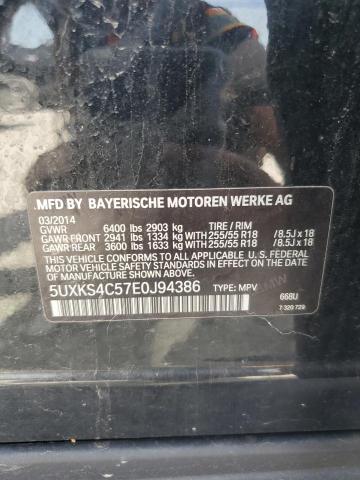 MFD BY BAYERISCHE MOTOREN WERKE AG
03/2014
GVWR 6400 lbs 2903 kg TIRE / RIM
GAWR FRONT 2941 lbs 1334 kg WITH 255/55 R18 / 8.5J x 18
GAWR REAR 3600 lbs 1633 kg WITH 255/55 R18 / 8.5J x 18
THIS VEHICLE CONFORMS TO ALL APPLICABLE U.S.
FEDERAL MOTOR VEHICLE SAFETY STANDARDS IN
EFFECT ON THE DATE OF MANUFACTURE SHOWN ABOVE.
5UXKS4C57E0J94386 TYPE: MPV
668U
7 320 729